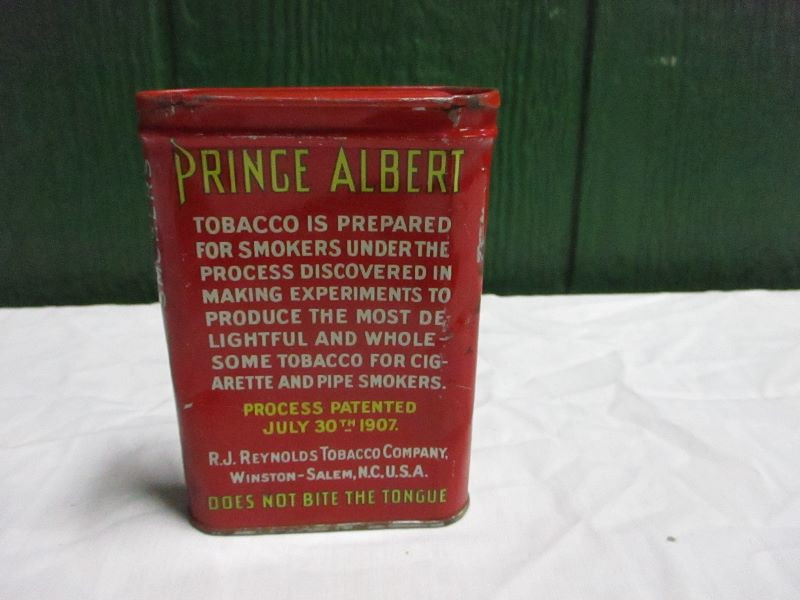 PRINCE ALBERT
TOBACCO IS PREPARED
FOR SMOKERS UNDER THE
PROCESS DISCOVERED IN
MAKING EXPERIMENTS TO
PRODUCE THE MOST DE-
LIGHTFUL AND WHOLE-
SOME TOBACCO FOR CIG-
ARETTE AND PIPE SMOKERS.
PROCESS PATENTED
JULY 30TH 1907.
R.J. REYNOLDS TOBACCO COMPANY,
WINSTON-SALEM, N.C. U.S.A.
DOES NOT BITE THE TONGUE